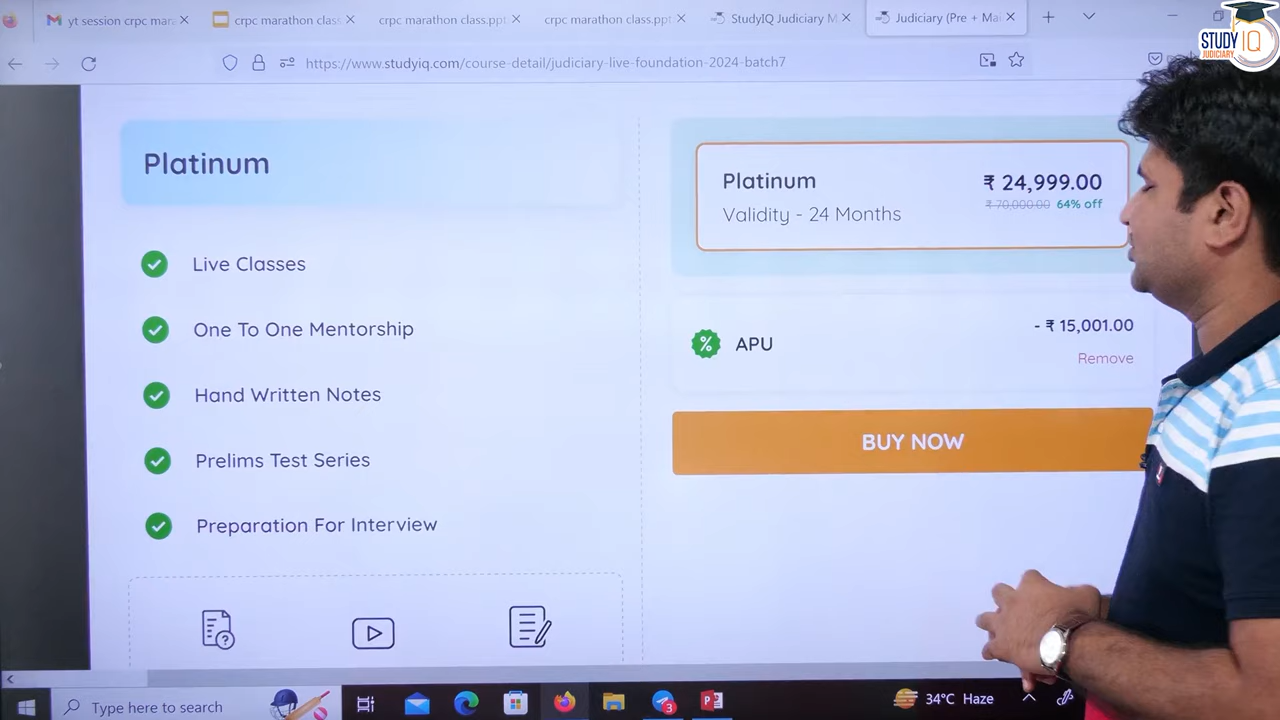 yt session crpc mar
crpc marathon clas
crpc marathon class.ppt
crpc marathon class.ppt
StudyIQ Judiciary M
Judiciary (Pre + Mai
STUDY IQ
JUDICIARY
https://www.studyiq.com/course-detail/judiciary-live-foundation-2024-batch7
Platinum
Live Classes
One To One Mentorship
Hand Written Notes
Prelims Test Series
Preparation For Interview
Platinum
₹ 24,999.00
₹ 70,000.00 64% off
Validity - 24 Months
APU
- ₹ 15,001.00
Remove
BUY NOW
Type here to search
3
34°C Haze